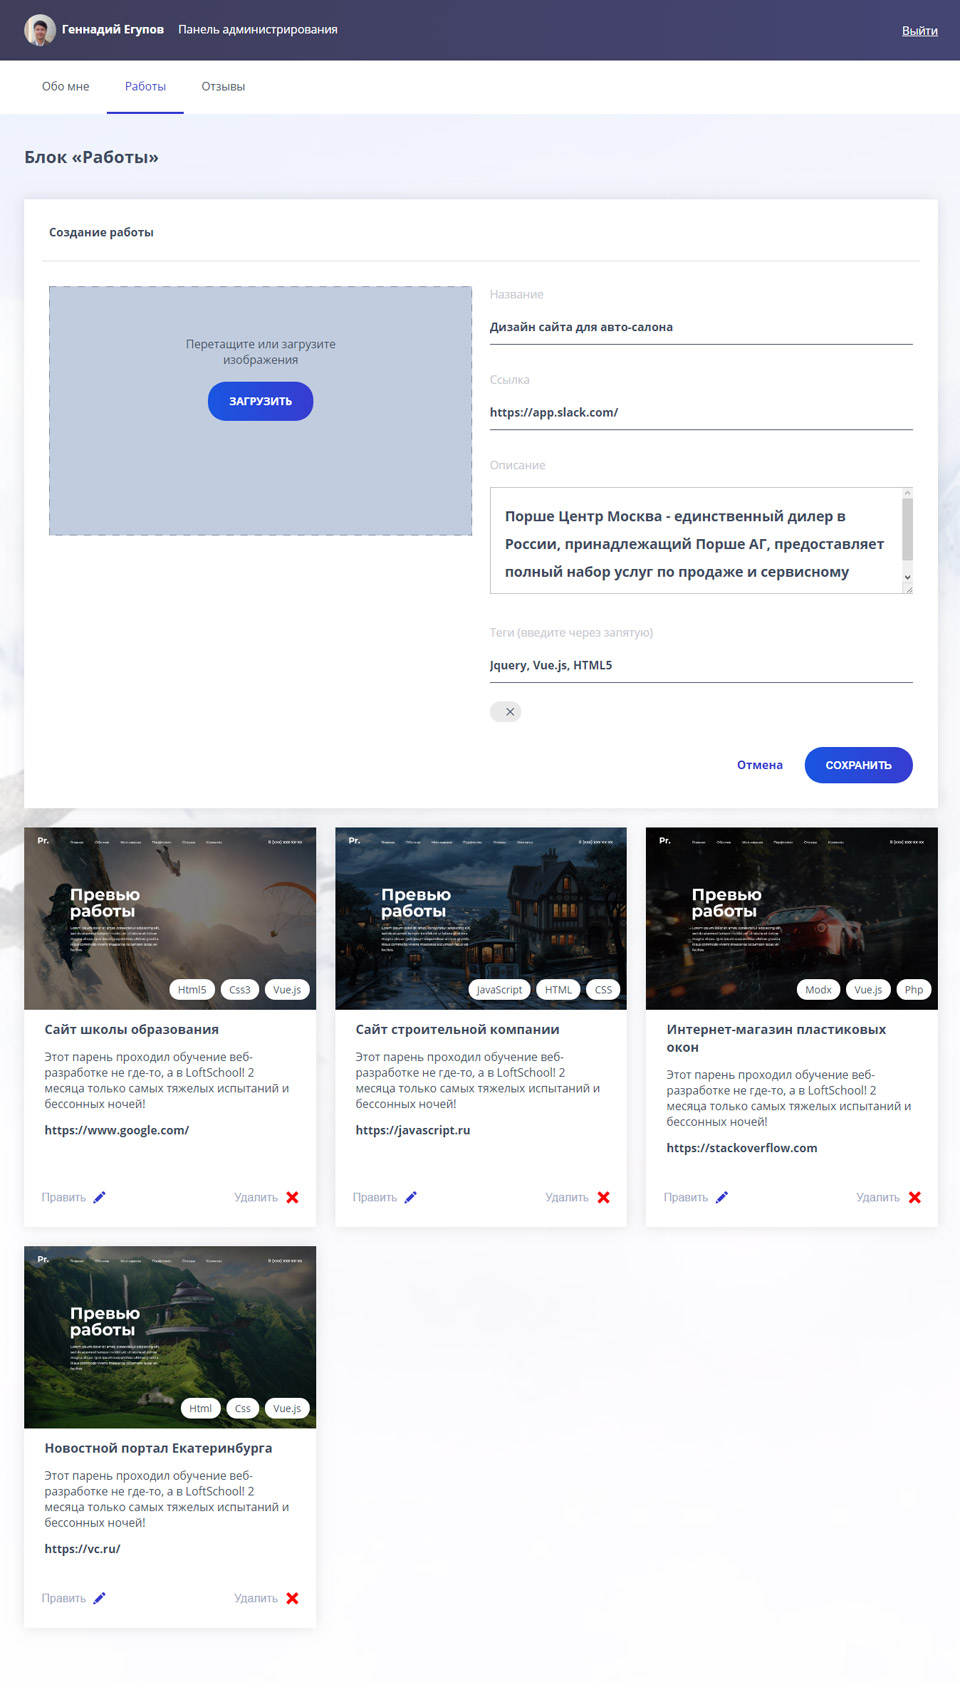 Геннадий Егупов Панель администрирования Выйти
Обо мне Работы Отзывы
Блок «Работы»
Создание работы
Перетащите или загрузите
изображения
ЗАГРУЗИТЬ
Название
Дизайн сайта для авто-салона
Ссылка
https://app.slack.com/
Описание
Порше Центр Москва - единственный дилер в
России, принадлежащий Порше АГ, предоставляет
полный набор услуг по продаже и сервисному
Теги (введите через запятую)
Jquery, Vue.js, HTML5
Отмена СОХРАНИТЬ
Pr.
Превью
работы
Html5 Css3 Vue.js
Сайт школы образования
Этот парень проходил обучение веб-
разработке не где-то, а в LoftSchool! 2
месяца только самых тяжелых испытаний и
бессонных ночей!
https://www.google.com/
Править Удалить
Pr.
Превью
работы
JavaScript HTML CSS
Сайт строительной компании
Этот парень проходил обучение веб-
разработке не где-то, а в LoftSchool! 2
месяца только самых тяжелых испытаний и
бессонных ночей!
https://javascript.ru
Править Удалить
Pr.
Превью
работы
Modx Vue.js Php
Интернет-магазин пластиковых
окон
Этот парень проходил обучение веб-
разработке не где-то, а в LoftSchool! 2
месяца только самых тяжелых испытаний и
бессонных ночей!
https://stackoverflow.com
Править Удалить
Pr.
Превью
работы
Html Css Vue.js
Новостной портал Екатеринбурга
Этот парень проходил обучение веб-
разработке не где-то, а в LoftSchool! 2
месяца только самых тяжелых испытаний и
бессонных ночей!
https://vc.ru/
Править Удалить